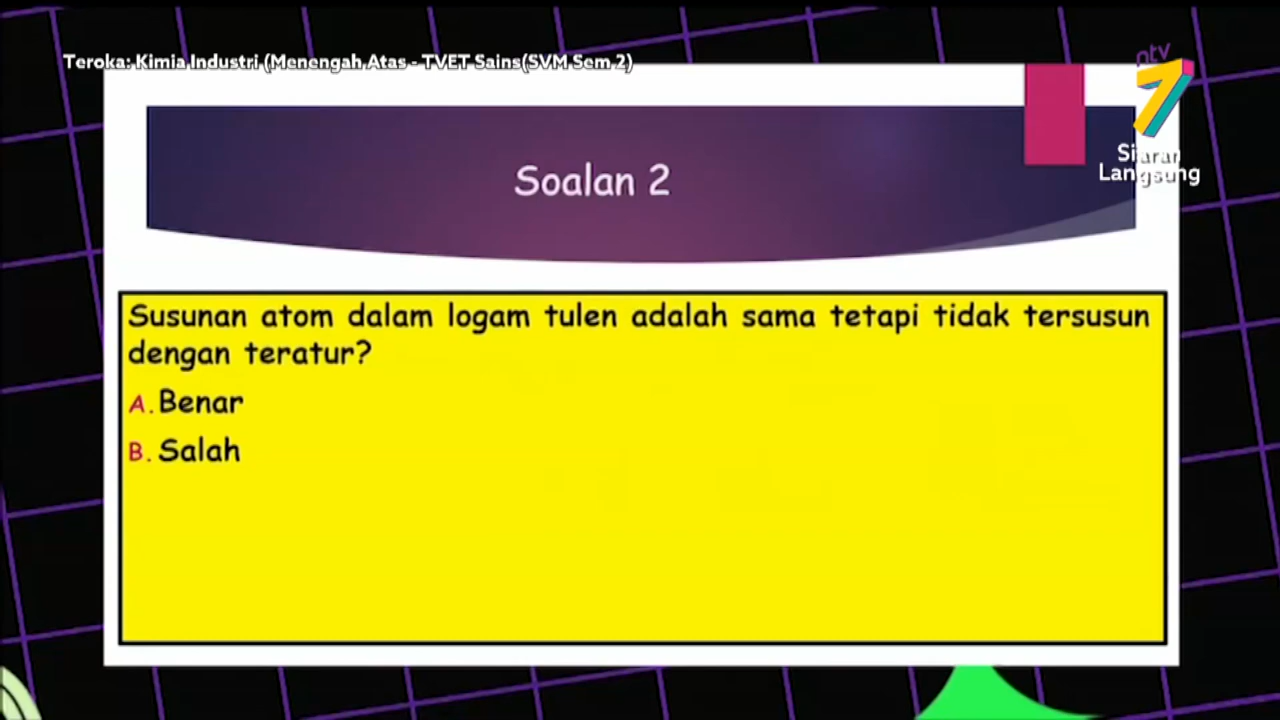 Teroka: Kimia Industri (Menengah Atas - TVET Sains(SVM Sem 2)
ntv
7
Siaran
Langsung
Soalan 2
Susunan atom dalam logam tulen adalah sama tetapi tidak tersusun
dengan teratur?
A. Benar
B. Salah